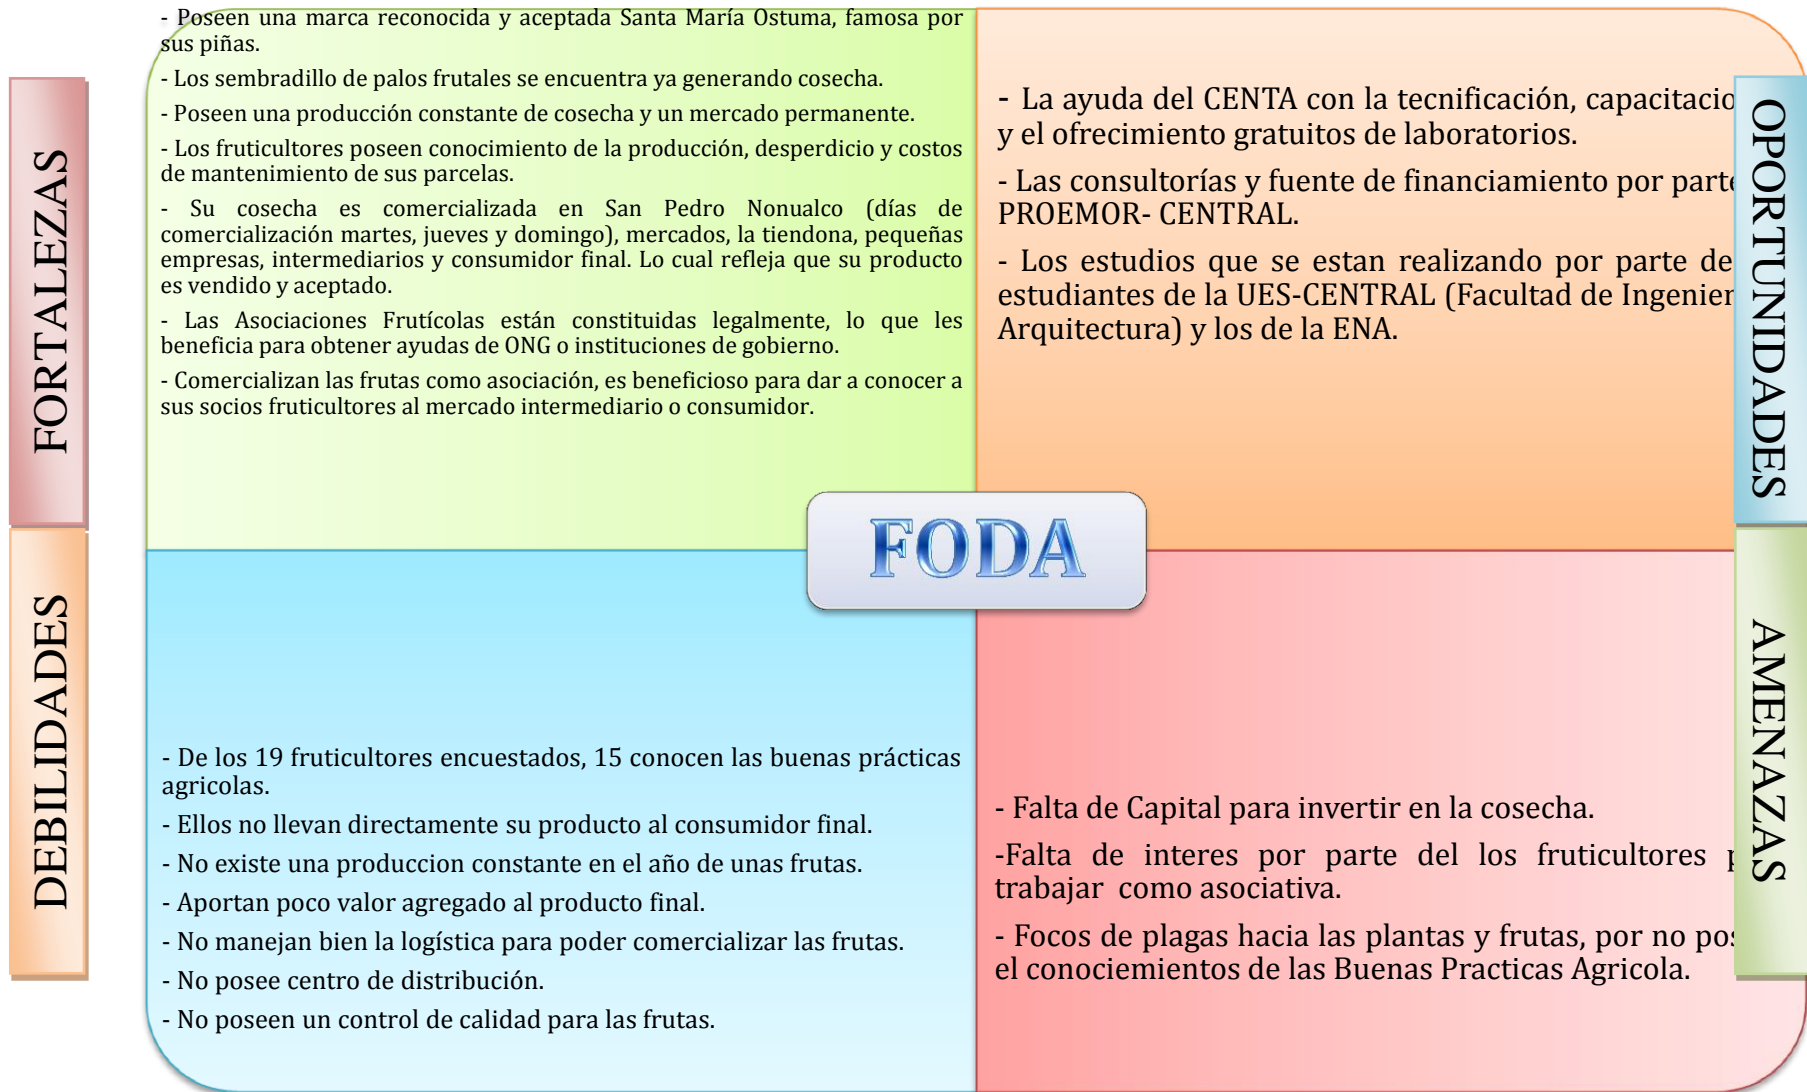 FORTALEZAS
- Poseen una marca reconocida y aceptada Santa María Ostuma, famosa por
sus piñas.
- Los sembradillo de palos frutales se encuentra ya generando cosecha.
- Poseen una producción constante de cosecha y un mercado permanente.
- Los fruticultores poseen conocimiento de la producción, desperdicio y costos
de mantenimiento de sus parcelas.
- Su cosecha es comercializada en San Pedro Nonualco (días de
comercialización martes, jueves y domingo), mercados, la tiendona, pequeñas
empresas, intermediarios y consumidor final. Lo cual refleja que su producto
es vendido y aceptado.
- Las Asociaciones Frutícolas están constituidas legalmente, lo que les
beneficia para obtener ayudas de ONG o instituciones de gobierno.
- Comercializan las frutas como asociación, es beneficioso para dar a conocer a
sus socios fruticultores al mercado intermediario o consumidor.
OPORTUNIDADES
- La ayuda del CENTA con la tecnificación,
y el ofrecimiento gratuitos de laboratorios.
- Las consultorías y fuente de financiamiento por parte
PROEMOR- CENTRAL.
- Los estudios que se estan realizando por parte de
estudiantes de la UES-CENTRAL (Facultad de
Arquitectura) y los de la ENA.
FODA
DEBILIDADES
- De los 19 fruticultores encuestados, 15 conocen las buenas prácticas
agricolas.
- Ellos no llevan directamente su producto al consumidor final.
- No existe una produccion constante en el año de unas frutas.
- Aportan poco valor agregado al producto final.
- No manejan bien la logística para poder comercializar las frutas.
- No posee centro de distribución.
- No poseen un control de calidad para las frutas.
AMENAZAS
- Falta de Capital para invertir en la cosecha.
-Falta de interes por parte del los fruticultores
trabajar como asociativa.
- Focos de plagas hacia las plantas y frutas, por no
el conociemientos de las Buenas Practicas Agricola.